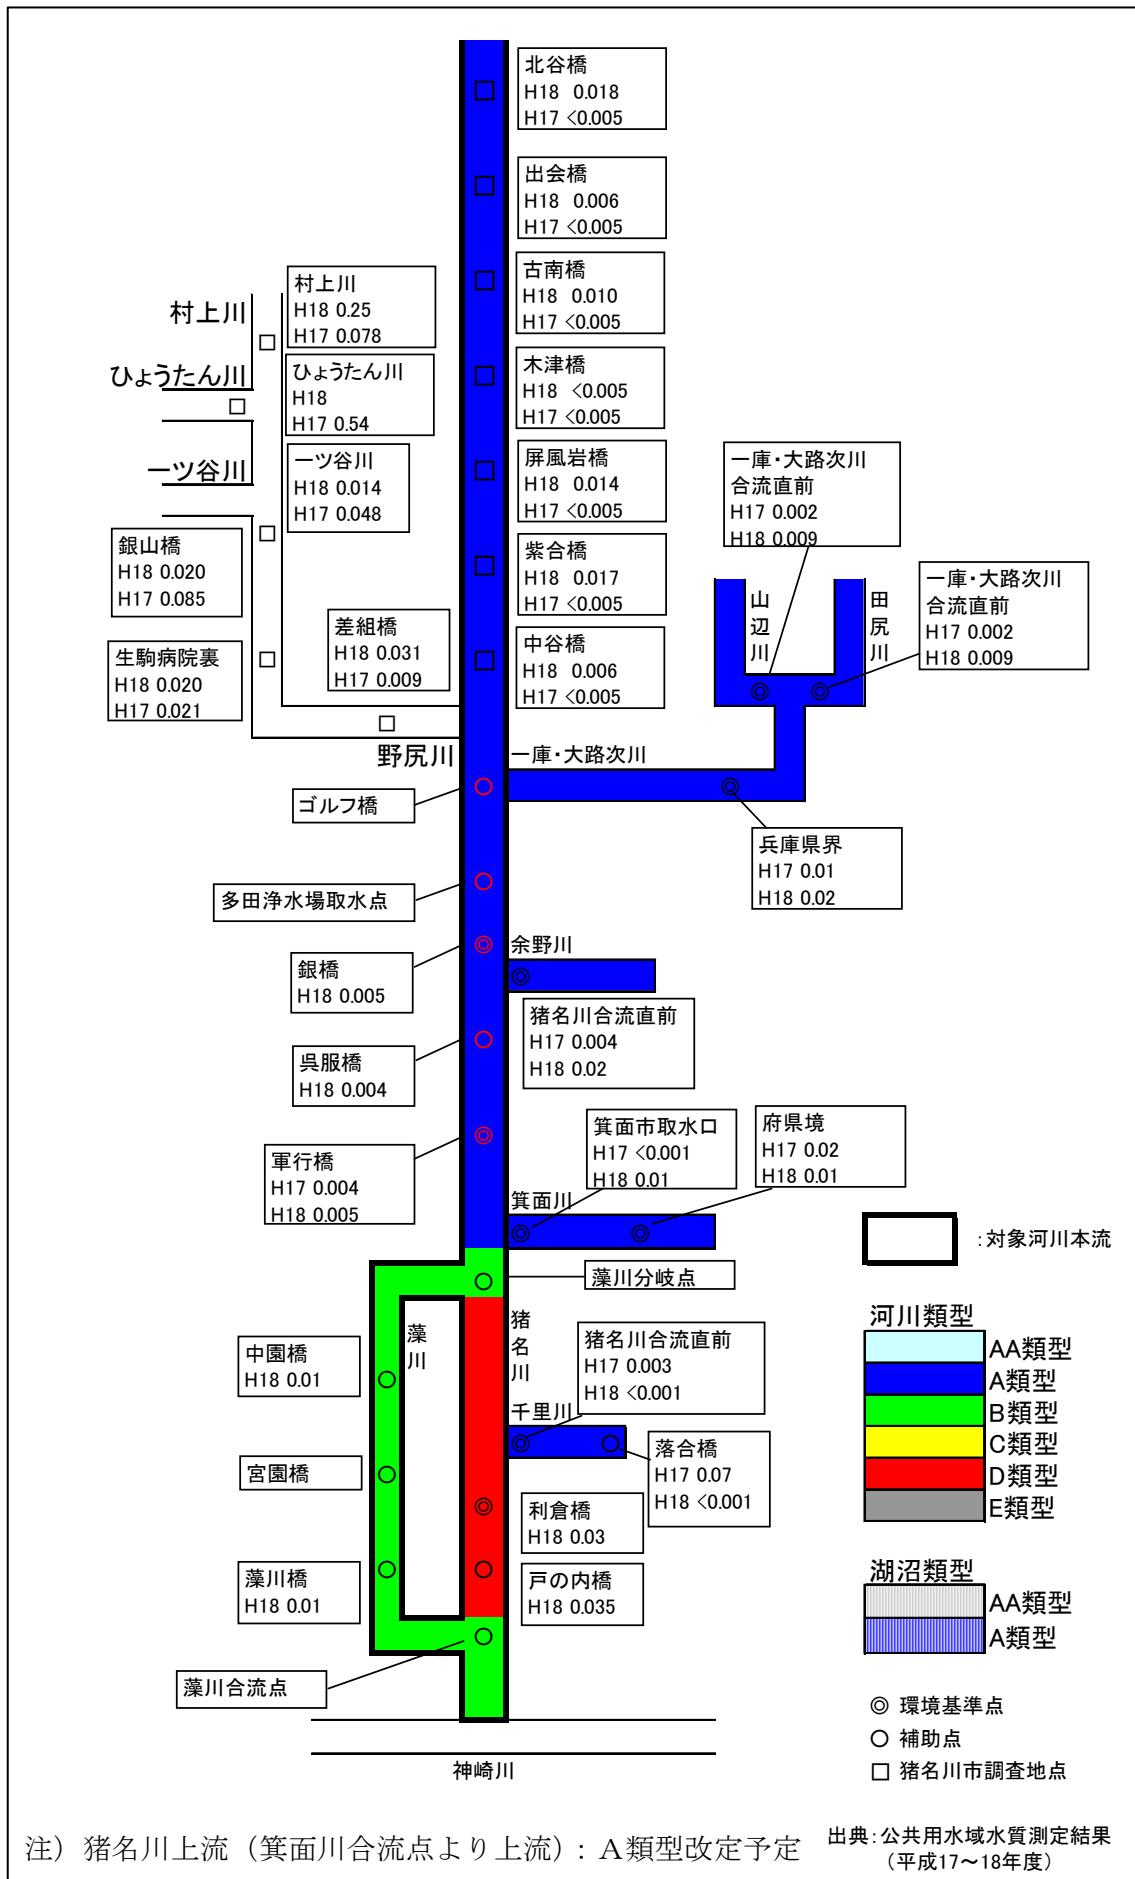 北谷橋
H18 0.018
H17 <0.005
出会橋
H18 0.006
H17 <0.005
古南橋
H18 0.010
H17 <0.005
木津橋
H18 <0.005
H17 <0.005
屏風岩橋
H18 0.014
H17 <0.005
紫合橋
H18 0.017
H17 <0.005
中谷橋
H18 0.006
H17 <0.005
村上川
村上川
H18 0.25
H17 0.078
ひょうたん川
ひょうたん川
H18
H17 0.54
一ツ谷川
一ツ谷川
H18 0.014
H17 0.048
銀山橋
H18 0.020
H17 0.085
生駒病院裏
H18 0.020
H17 0.021
差組橋
H18 0.031
H17 0.009
野尻川
一庫・大路次川
合流直前
H17 0.002
H18 0.009
一庫・大路次川
合流直前
H17 0.002
H18 0.009
山辺川
田尻川
一庫・大路次川
兵庫県界
H17 0.01
H18 0.02
ゴルフ橋
多田浄水場取水点
銀橋
H18 0.005
余野川
猪名川合流直前
H17 0.004
H18 0.02
呉服橋
H18 0.004
軍行橋
H17 0.004
H18 0.005
箕面市取水口
H17 <0.001
H18 0.01
府県境
H17 0.02
H18 0.01
箕面川
藻川分岐点
藻川
猪名川
中園橋
H18 0.01
宮園橋
藻川橋
H18 0.01
藻川合流点
猪名川合流直前
H17 0.003
H18 <0.001
千里川
落合橋
H17 0.07
H18 <0.001
利倉橋
H18 0.03
戸の内橋
H18 0.035
神崎川
:対象河川本流
河川類型
AA類型
A類型
B類型
C類型
D類型
E類型
湖沼類型
AA類型
A類型
◎ 環境基準点
○ 補助点
□ 猪名川市調査地点
注）猪名川上流（箕面川合流点より上流）：Ａ類型改定予定
出典:公共用水域水質測定結果
（平成17～18年度）